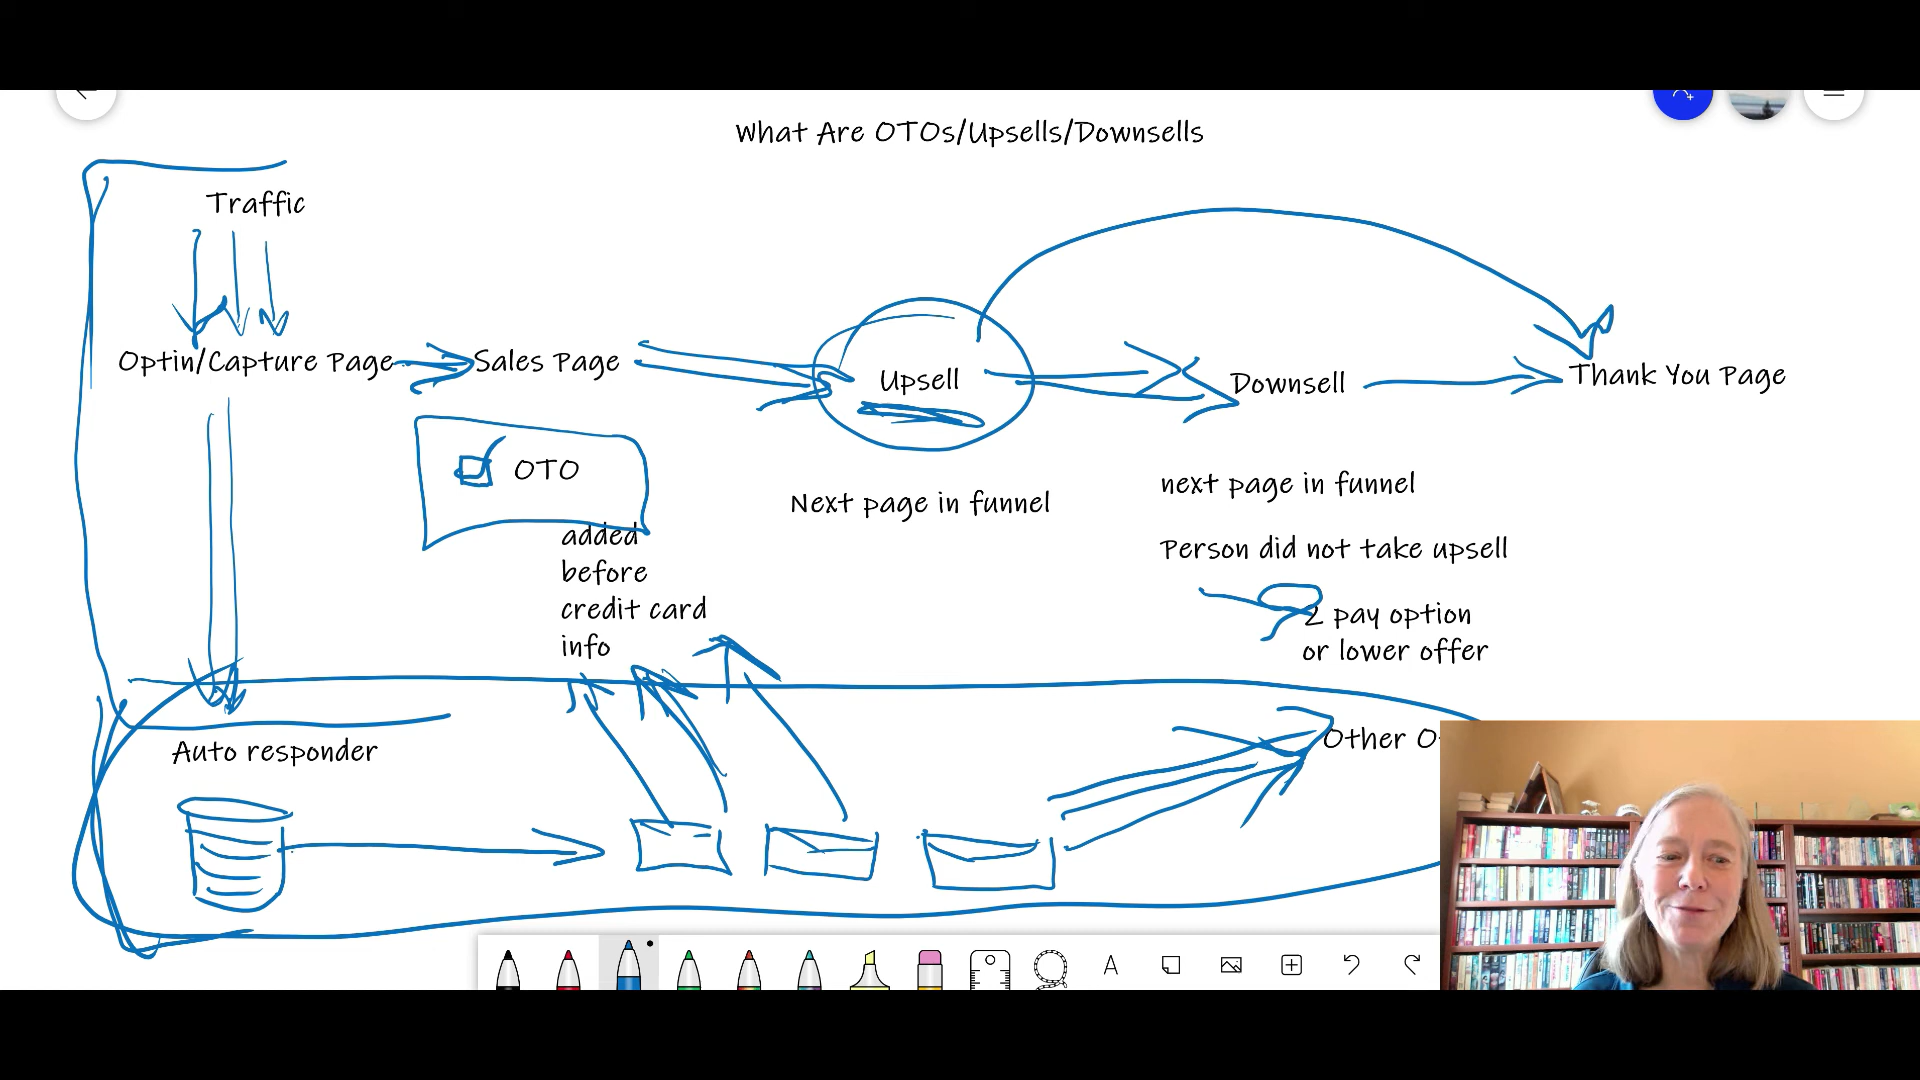 What Are OTOs/Upsells/Downsells
Traffic
Optin/Capture Page
Sales Page
Upsell
Downsell
Thank You Page
OTO
added
before
credit card
info
Next page in funnel
next page in funnel
Person did not take upsell
2 pay option
or lower offer
Auto responder
Other